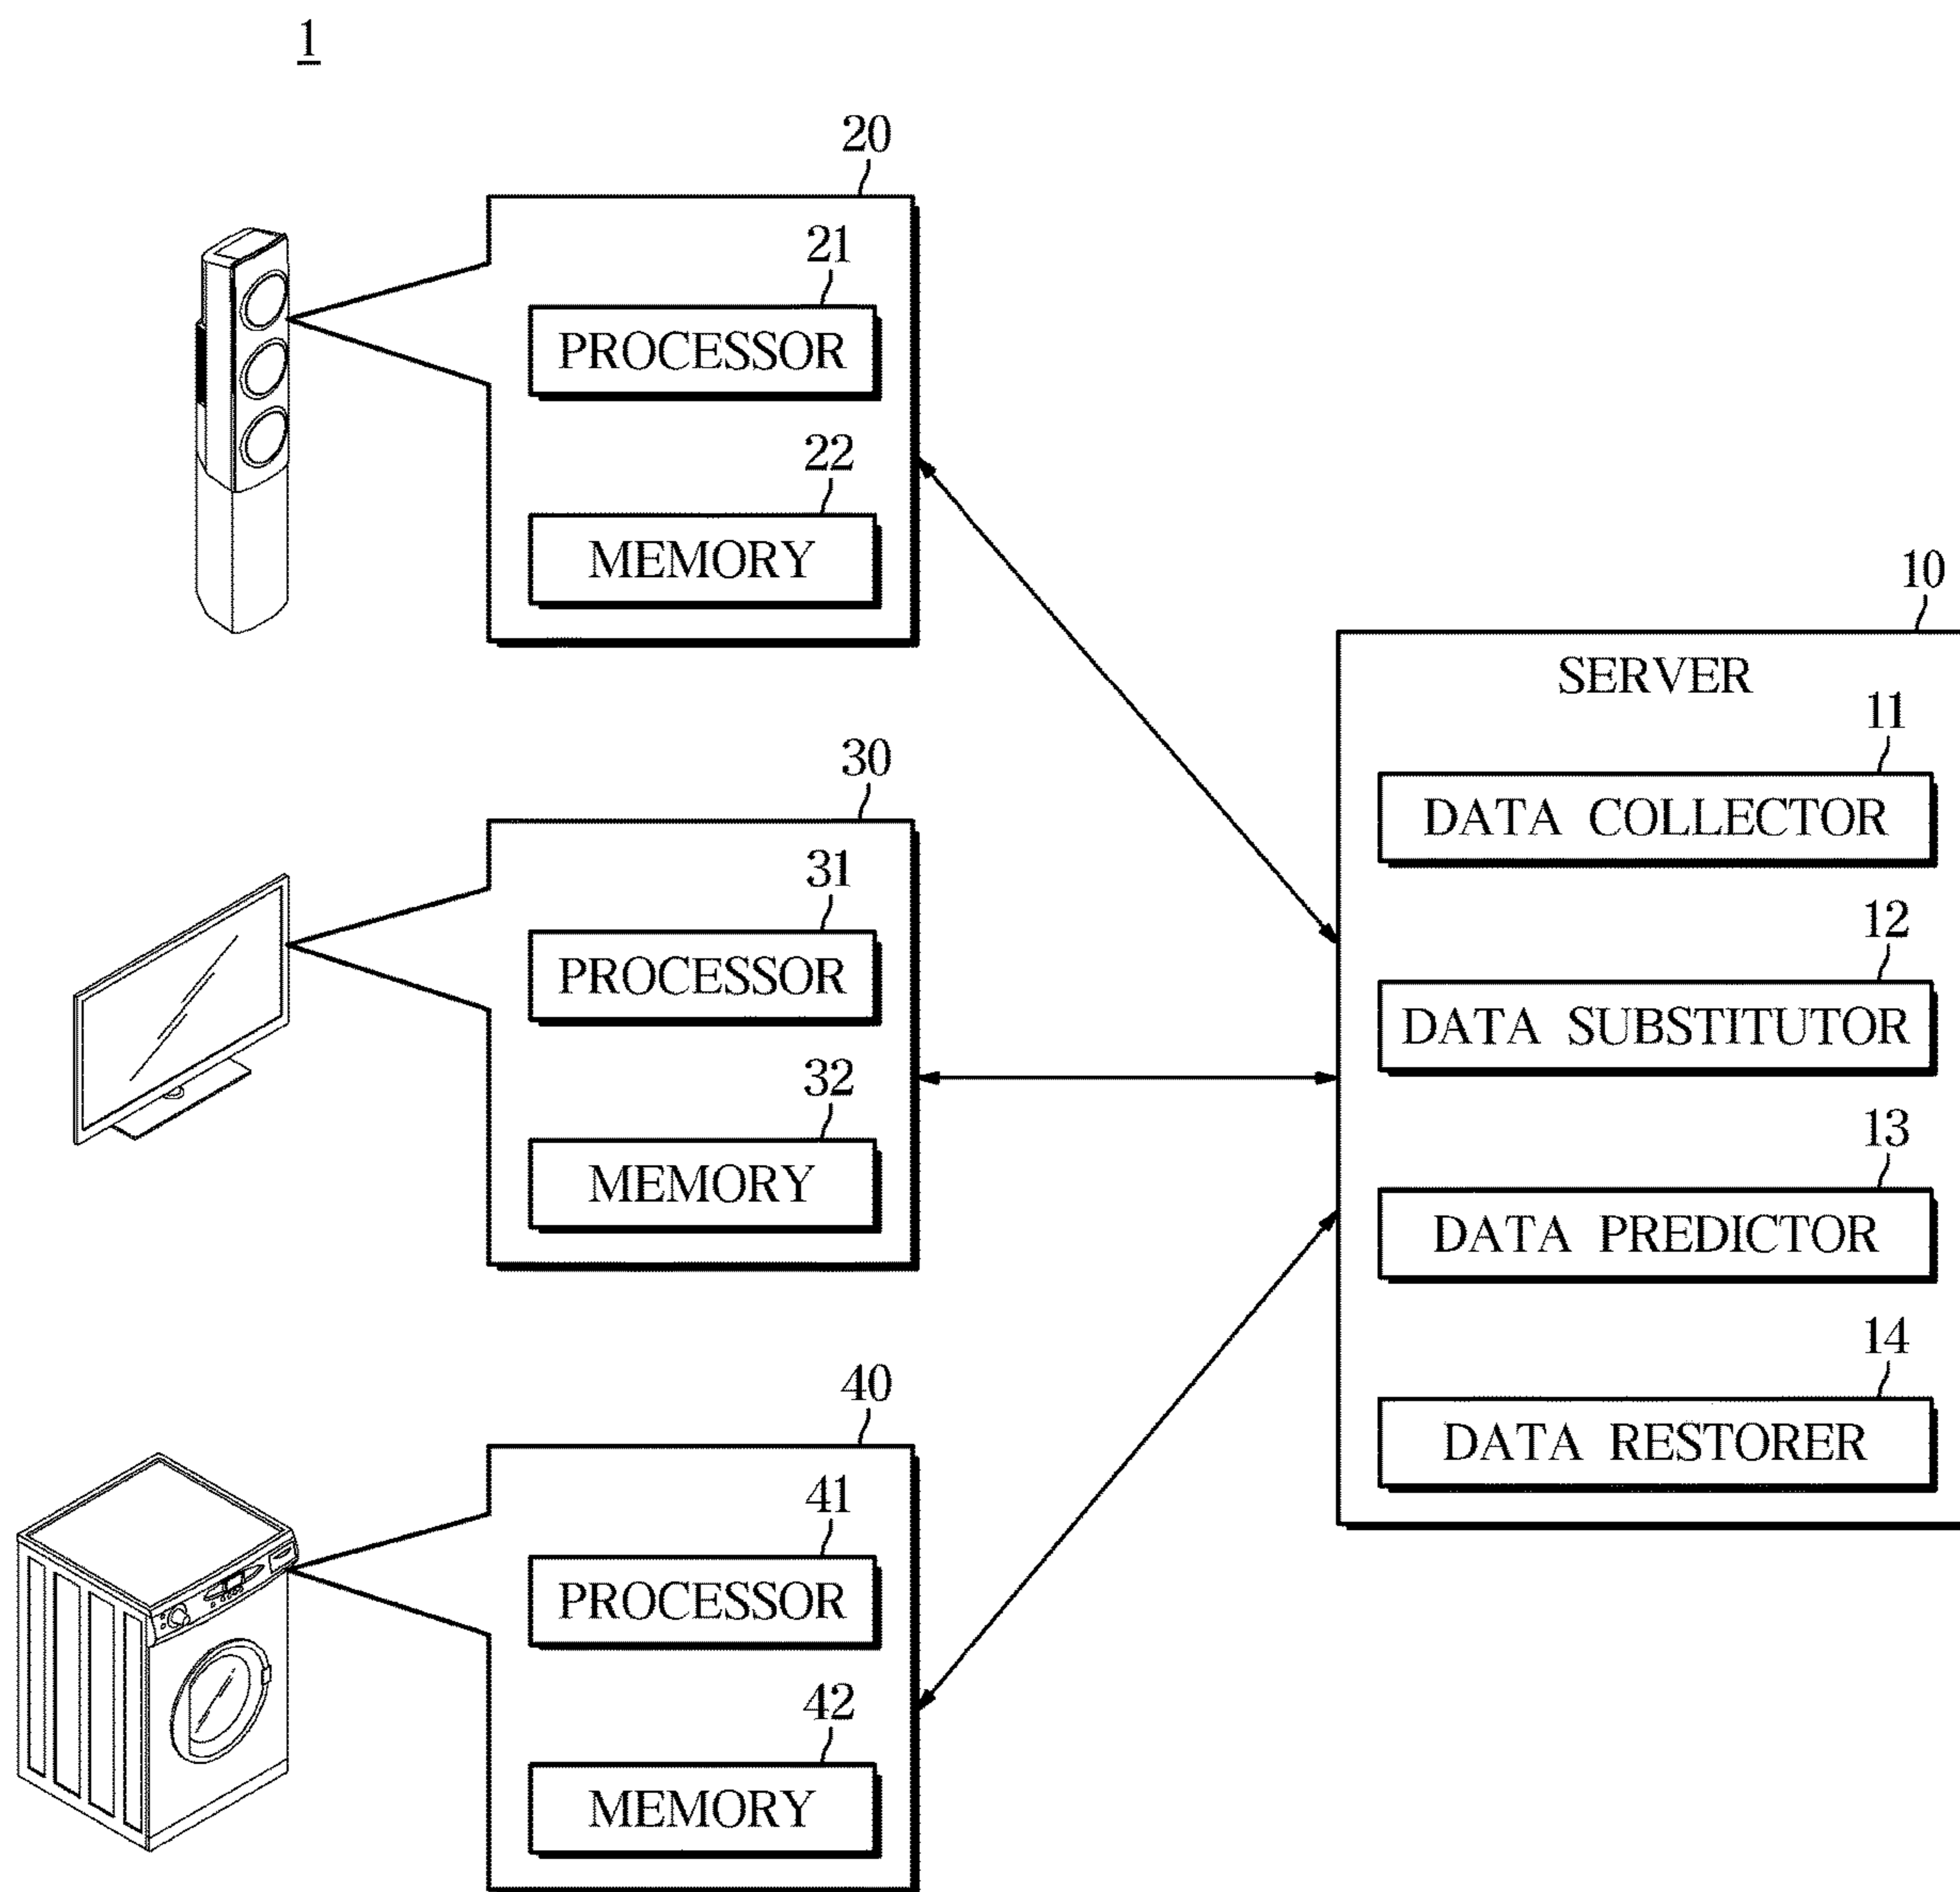 1
20
21
PROCESSOR
22
MEMORY
30
31
PROCESSOR
32
MEMORY
40
41
PROCESSOR
42
MEMORY
10
SERVER
11
DATA COLLECTOR
12
DATA SUBSTITUTOR
13
DATA PREDICTOR
14
DATA RESTORER